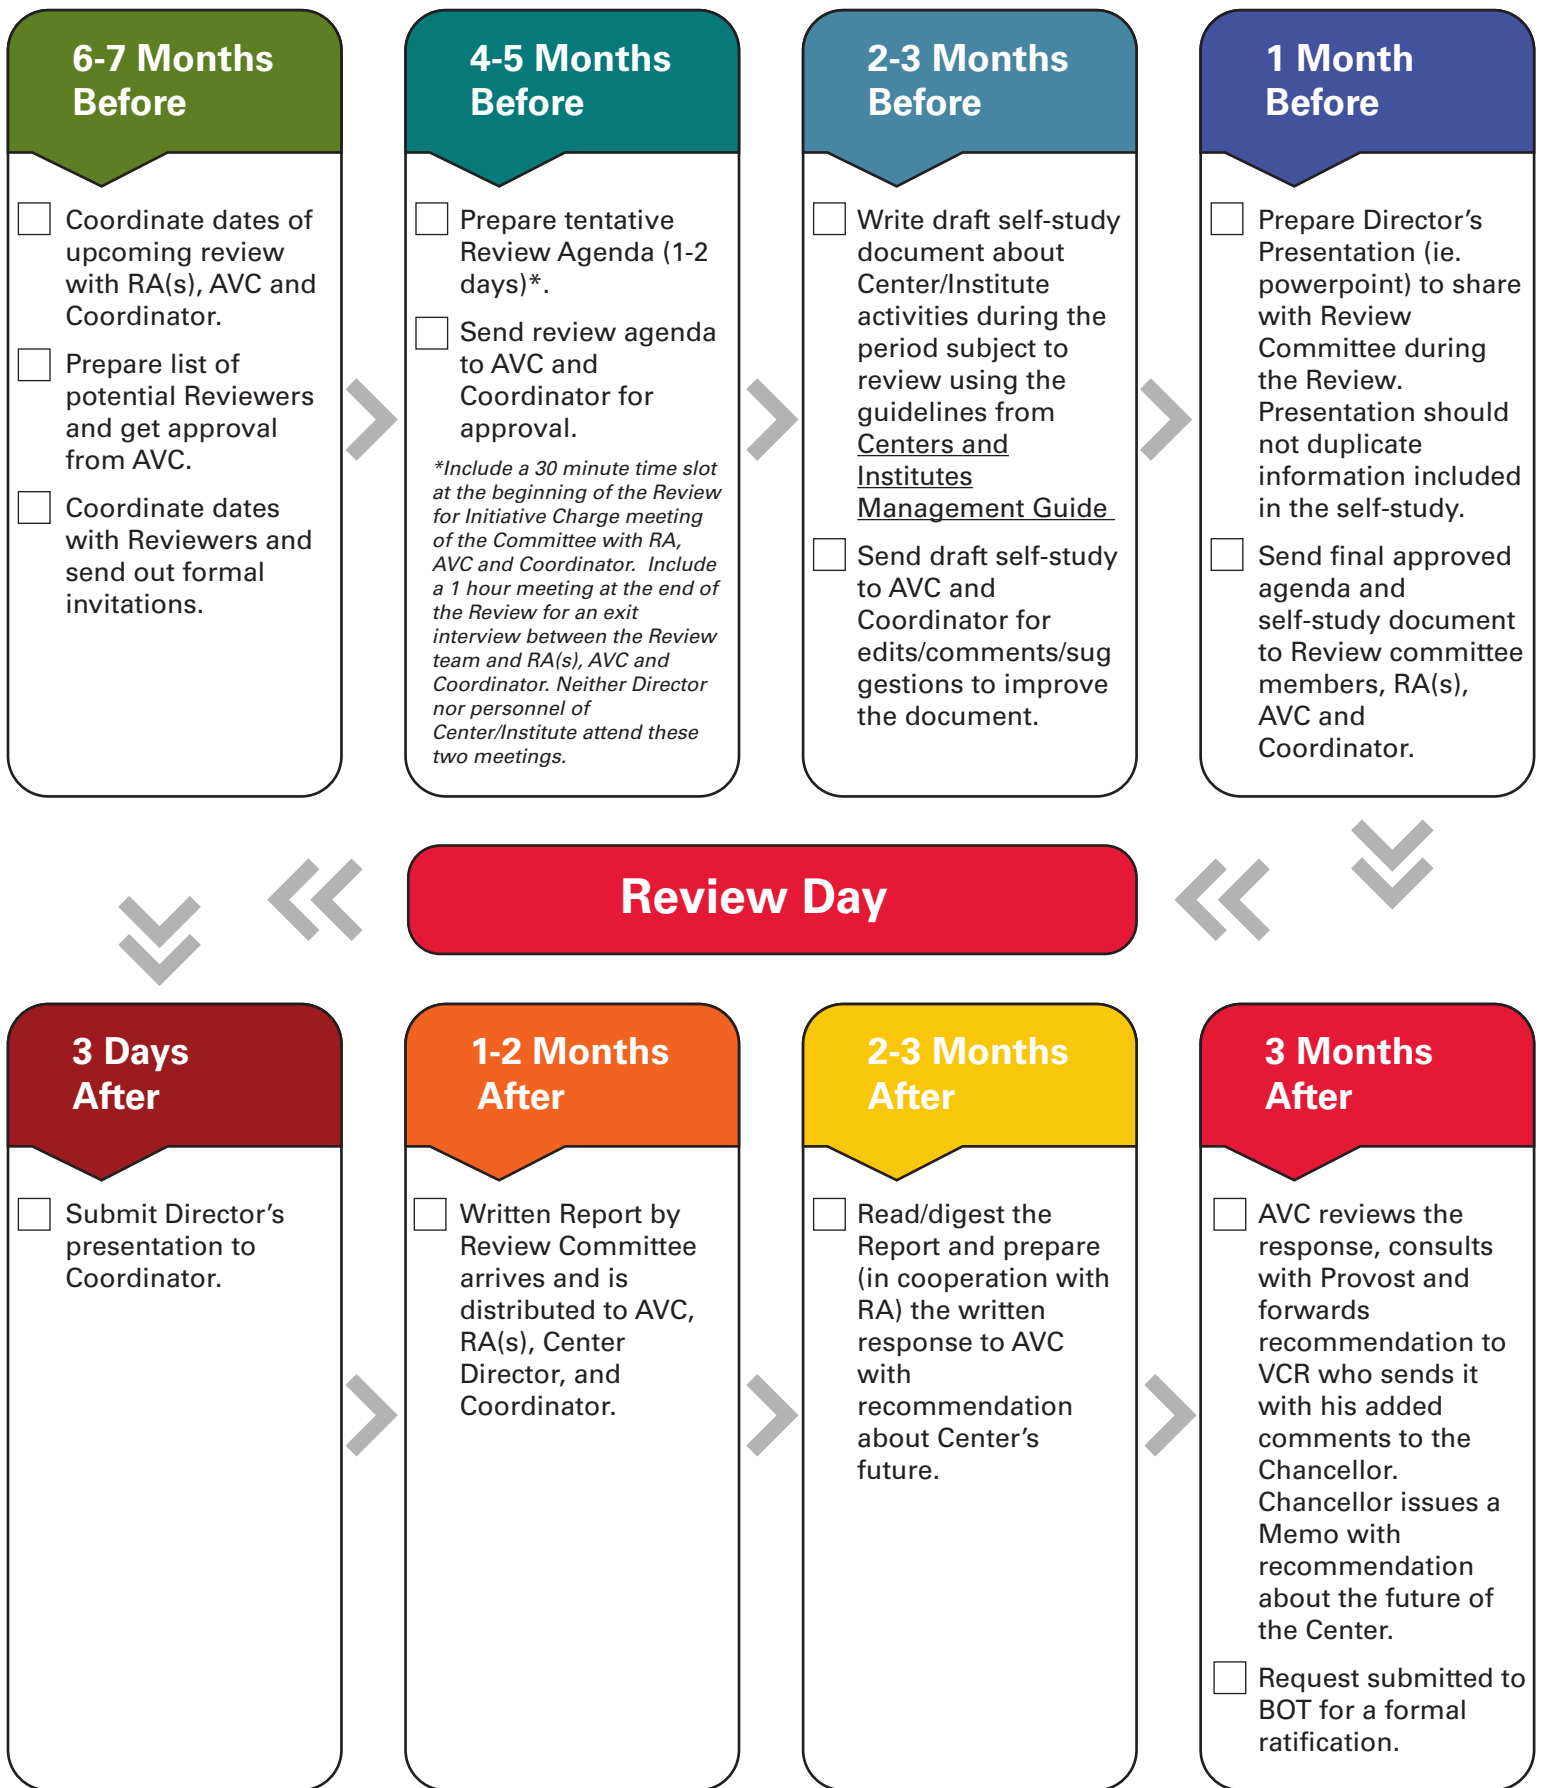 6-7 Months
Before
Coordinate dates of
upcoming review
with RA(s), AVC and
Coordinator.
Prepare list of
potential Reviewers
and get approval
from AVC.
Coordinate dates
with Reviewers and
send out formal
invitations.
4-5 Months
Before
Prepare tentative
Review Agenda (1-2
days)*.
Send review agenda
to AVC and
Coordinator for
approval.
*Include a 30 minute time slot
at the beginning of the Review
for Initiative Charge meeting
of the Committee with RA,
AVC and Coordinator.  Include
a 1 hour meeting at the end of
the Review for an exit
interview between the Review
team and RA(s), AVC and
Coordinator. Neither Director
nor personnel of
Center/Institute attend these
two meetings.
2-3 Months
Before
Write draft self-study
document about
Center/Institute
activities during the
period subject to
review using the
guidelines from
Centers and
Institutes
Management Guide
Send draft self-study
to AVC and
Coordinator for
edits/comments/sug
gestions to improve
the document.
1 Month
Before
Prepare Director’s
Presentation (ie.
powerpoint) to share
with Review
Committee during
the Review.
Presentation should
not duplicate
information included
in the self-study.
Send final approved
agenda and
self-study document
to Review committee
members, RA(s),
AVC and
Coordinator.
Review Day
3 Days
After
Submit Director’s
presentation to
Coordinator.
1-2 Months
After
Written Report by
Review Committee
arrives and is
distributed to AVC,
RA(s), Center
Director, and
Coordinator.
2-3 Months
After
Read/digest the
Report and prepare
(in cooperation with
RA) the written
response to AVC
with
recommendation
about Center’s
future.
3 Months
After
AVC reviews the
response, consults
with Provost and
forwards
recommendation to
VCR who sends it
with his added
comments to the
Chancellor.
Chancellor issues a
Memo with
recommendation
about the future of
the Center.
Request submitted to
BOT for a formal
ratification.